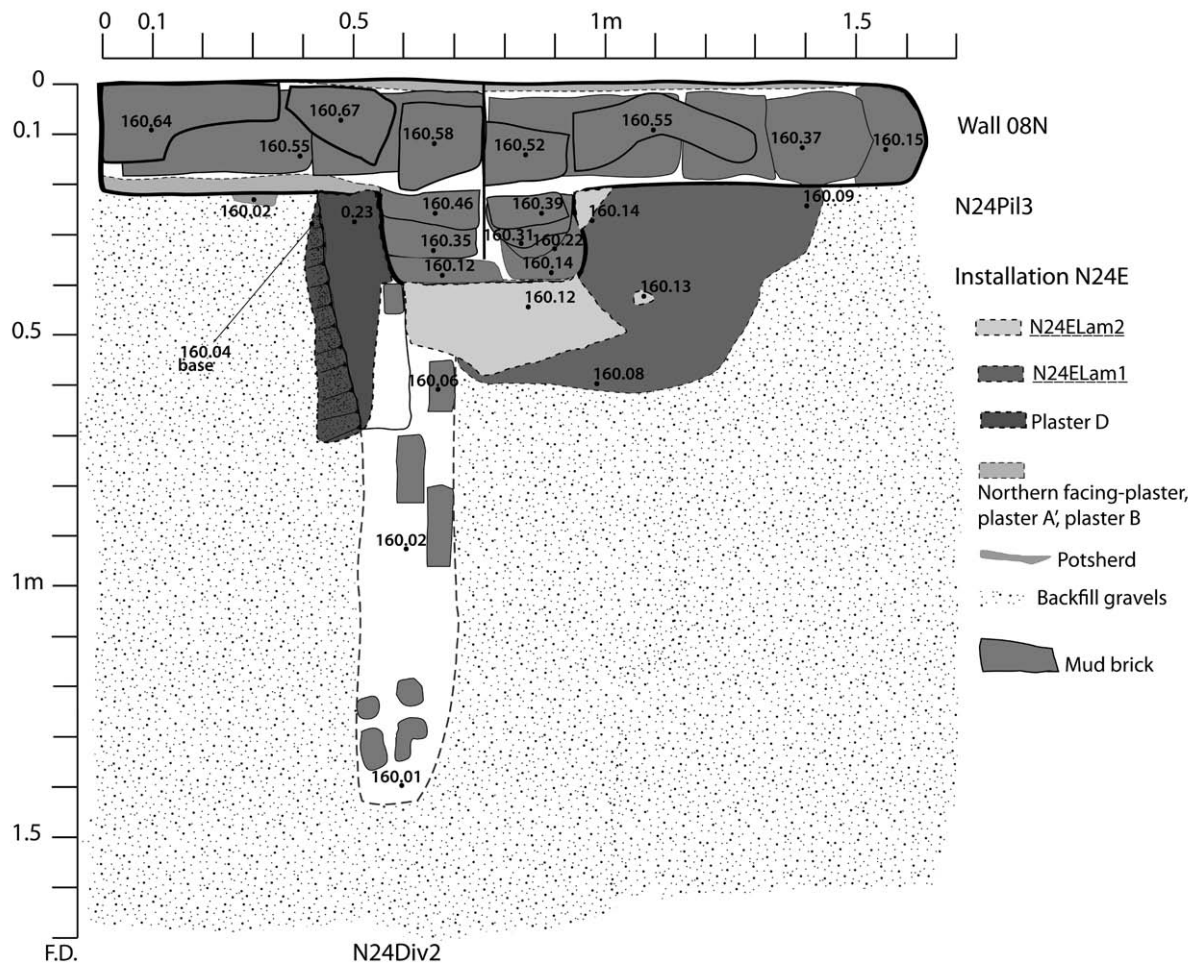 0 0.1 0.5 1m 1.5
0
0.1
0.5
1m
1.5
160.64
160.67
160.55
160.58
160.52
160.55
160.37
160.15
160.02
0.23
160.46
160.39
160.14
160.09
160.35
160.31
160.22
160.12
160.14
160.12
160.13
160.04
base
160.06
160.08
160.02
160.01
F.D.
N24Div2
Wall 08N
N24Pil3
Installation N24E
N24ELam2
N24ELam1
Plaster D
Northern facing-plaster,
plaster A’, plaster B
Potsherd
Backfill gravels
Mud brick